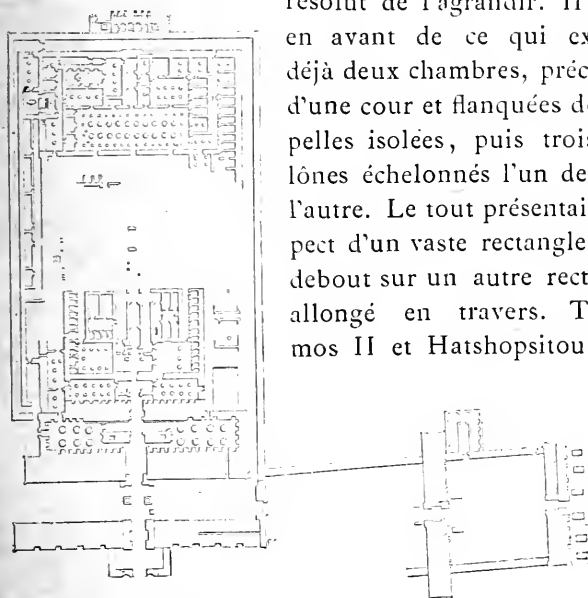 résolut de l'agrandir. Il
en avant de ce qui ex
déjà deux chambres, préc
d'une cour et flanquées d
pelles isolées, puis trois
lônes échelonnés l'un de
l'autre. Le tout présentai
pect d'un vaste rectangle
debout sur un autre rect
allongé en travers. T
mos II et Hatshopsitou